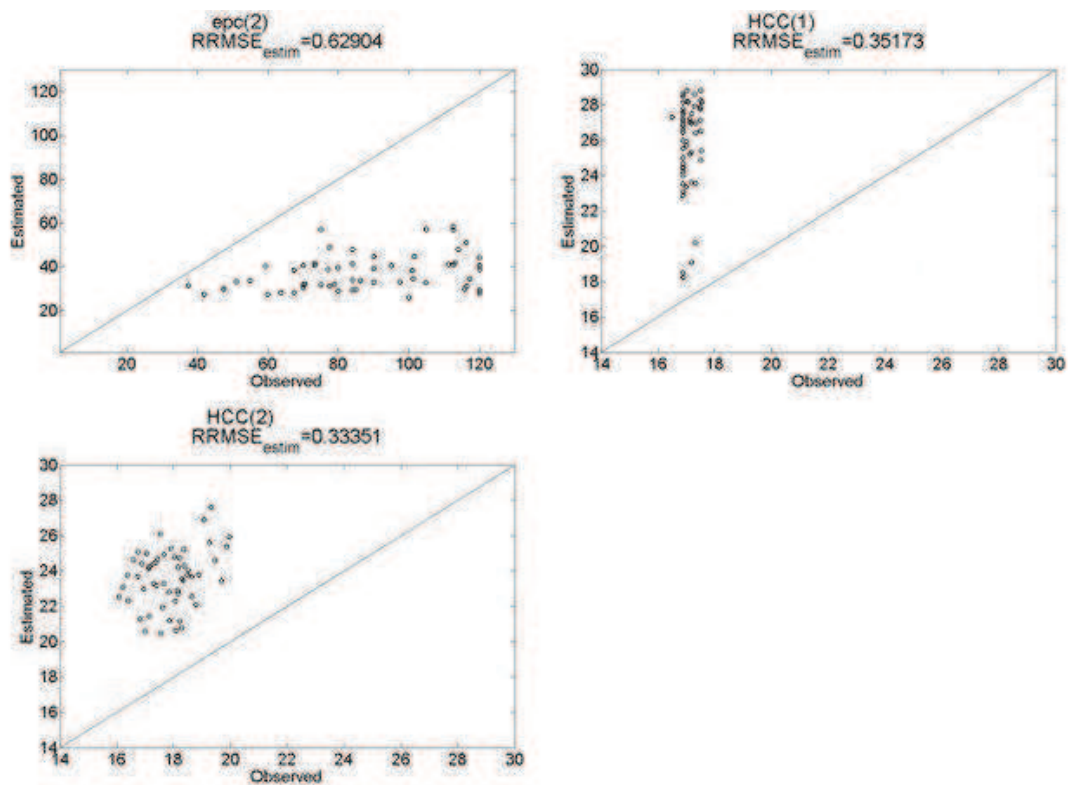 epc(2)
RRMSE_estim=0.62904
120
100
80
60
40
20
Estimated
20 40 60 80 100 120
Observed
HCC(1)
RRMSE_estim=0.35173
30
28
26
24
22
20
18
16
14
Estimated
14 16 18 20 22 24 26 28 30
Observed
HCC(2)
RRMSE_estim=0.33351
30
28
26
24
22
20
18
16
14
Estimated
14 16 18 20 22 24 26 28 30
Observed